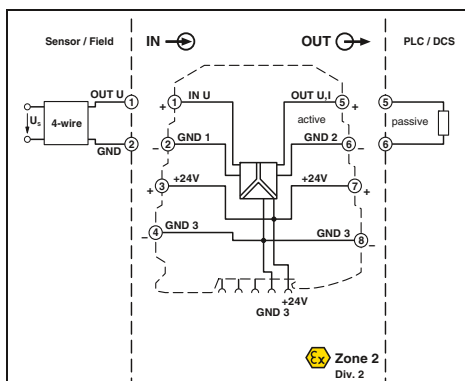 Sensor / Field
IN
OUT
PLC / DCS
OUT U
1
1
IN U
OUT U,I
5
5
+
+
Us
4-wire
active
passive
GND
2
2
GND 1
GND 2
6
6
–
–
3
+24V
+24V
7
+
+
4
GND 3
GND 3
8
–
–
+24V
GND 3
Ex
Zone 2
Div. 2